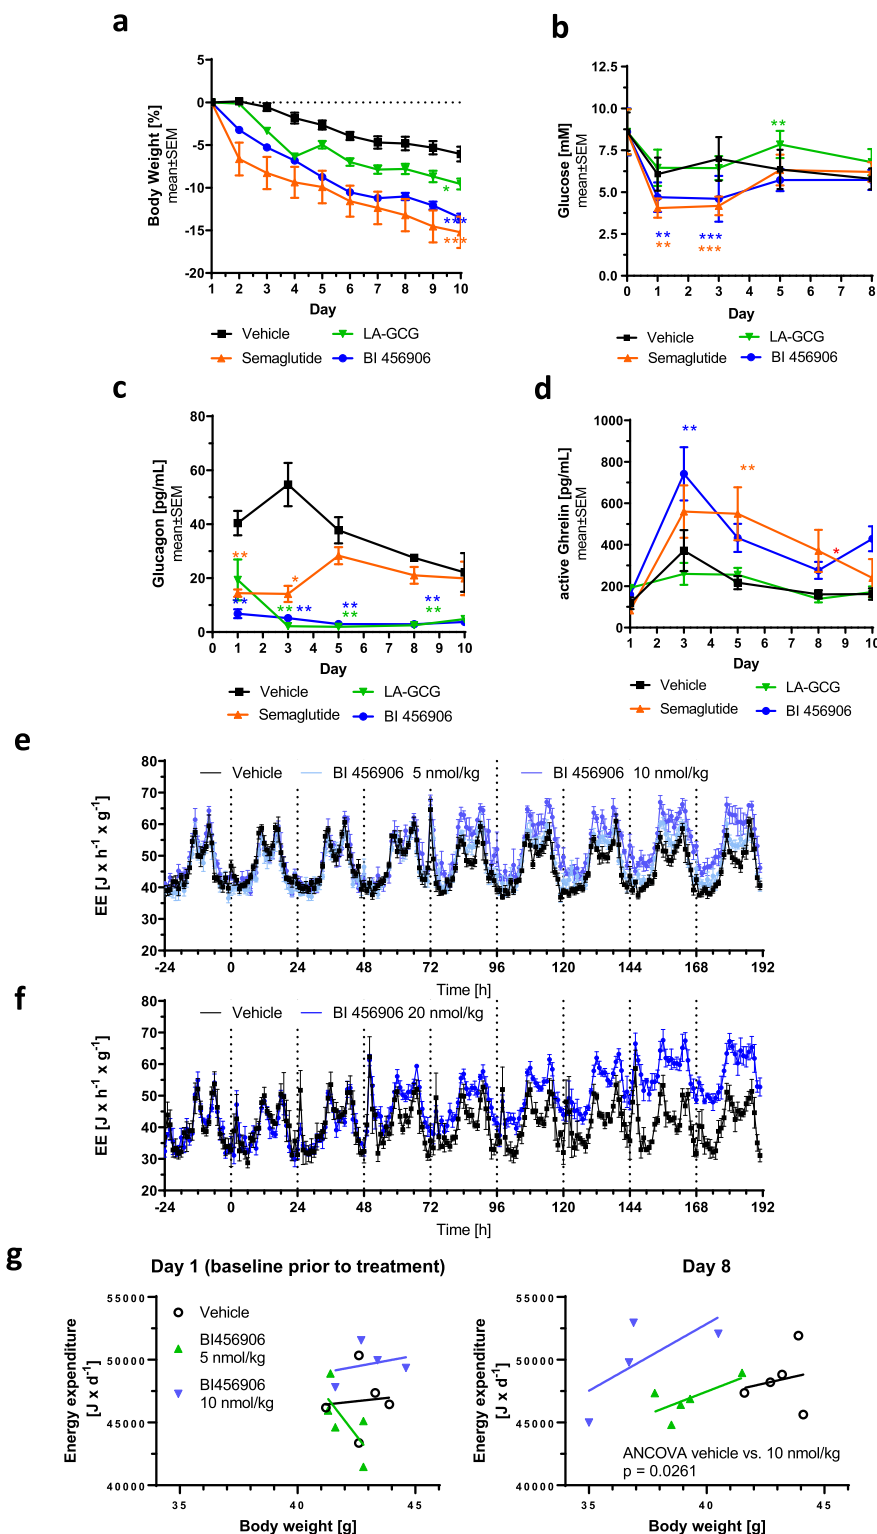 a
5
0
-5
-10
-15
-20
Body Weight [%]
mean±SEM
***
***
*
1 2 3 4 5 6 7 8 9 10
Day
Vehicle
LA-GCG
Semaglutide
BI 456906
b
12.5
10.0
7.5
5.0
2.5
0.0
Glucose [mM]
mean±SEM
**
**
**
***
***
0 1 2 3 4 5 6 7 8
Day
Vehicle
LA-GCG
Semaglutide
BI 456906
c
80
60
40
20
0
Glucagon [pg/mL]
mean±SEM
**
*
**
**
**
**
**
**
**
0 1 2 3 4 5 6 7 8 9 10
Day
Vehicle
LA-GCG
Semaglutide
BI 456906
d
1000
800
600
400
200
0
active Ghrelin [pg/mL]
mean±SEM
**
**
*
1 2 3 4 5 6 7 8 9 10
Day
Vehicle
LA-GCG
Semaglutide
BI 456906
e
Vehicle
BI 456906 5 nmol/kg
BI 456906 10 nmol/kg
80
70
60
50
40
30
20
EE [J x h-1 x g-1]
-24 0 24 48 72 96 120 144 168 192
Time [h]
f
Vehicle
BI 456906 20 nmol/kg
80
70
60
50
40
30
20
EE [J x h-1 x g-1]
-24 0 24 48 72 96 120 144 168 192
Time [h]
g
Day 1 (baseline prior to treatment)
Vehicle
BI456906
5 nmol/kg
BI456906
10 nmol/kg
55000
50000
45000
40000
Energy expenditure
[J x d-1]
35 40 45
Body weight [g]
Day 8
55000
50000
45000
40000
Energy expenditure
[J x d-1]
ANCOVA vehicle vs. 10 nmol/kg
p = 0.0261
35 40 45
Body weight [g]